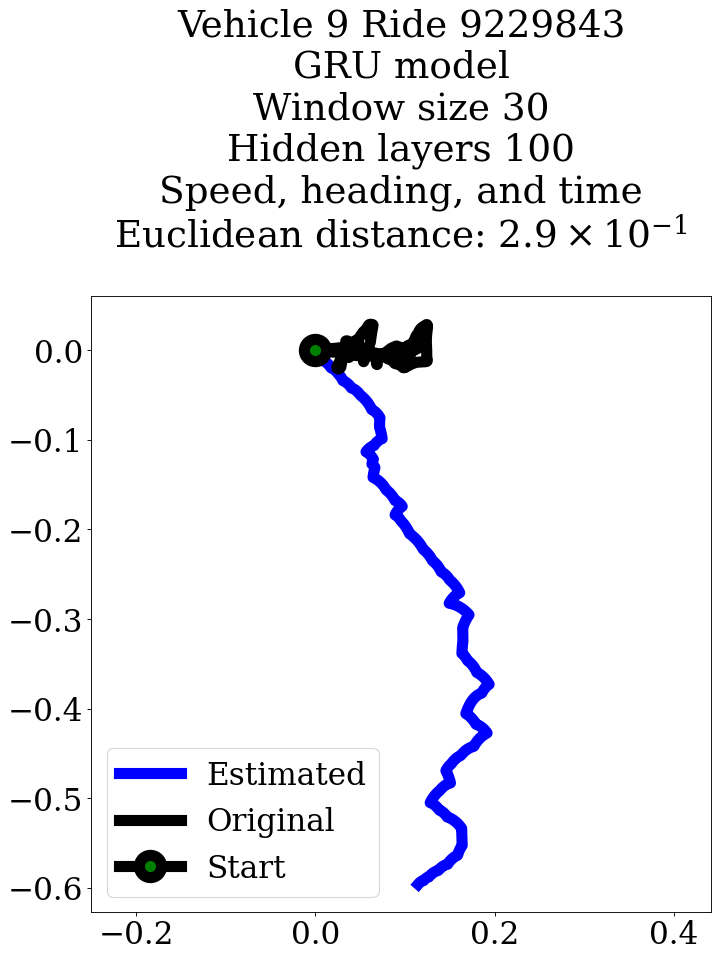 Vehicle 9 Ride 9229843
GRU model
Window size 30
Hidden layers 100
Speed, heading, and time
Euclidean distance: 2.9 × 10⁻¹
0.0
−0.1
−0.2
−0.3
−0.4
−0.5
−0.6
Estimated
Original
Start
−0.2 0.0 0.2 0.4